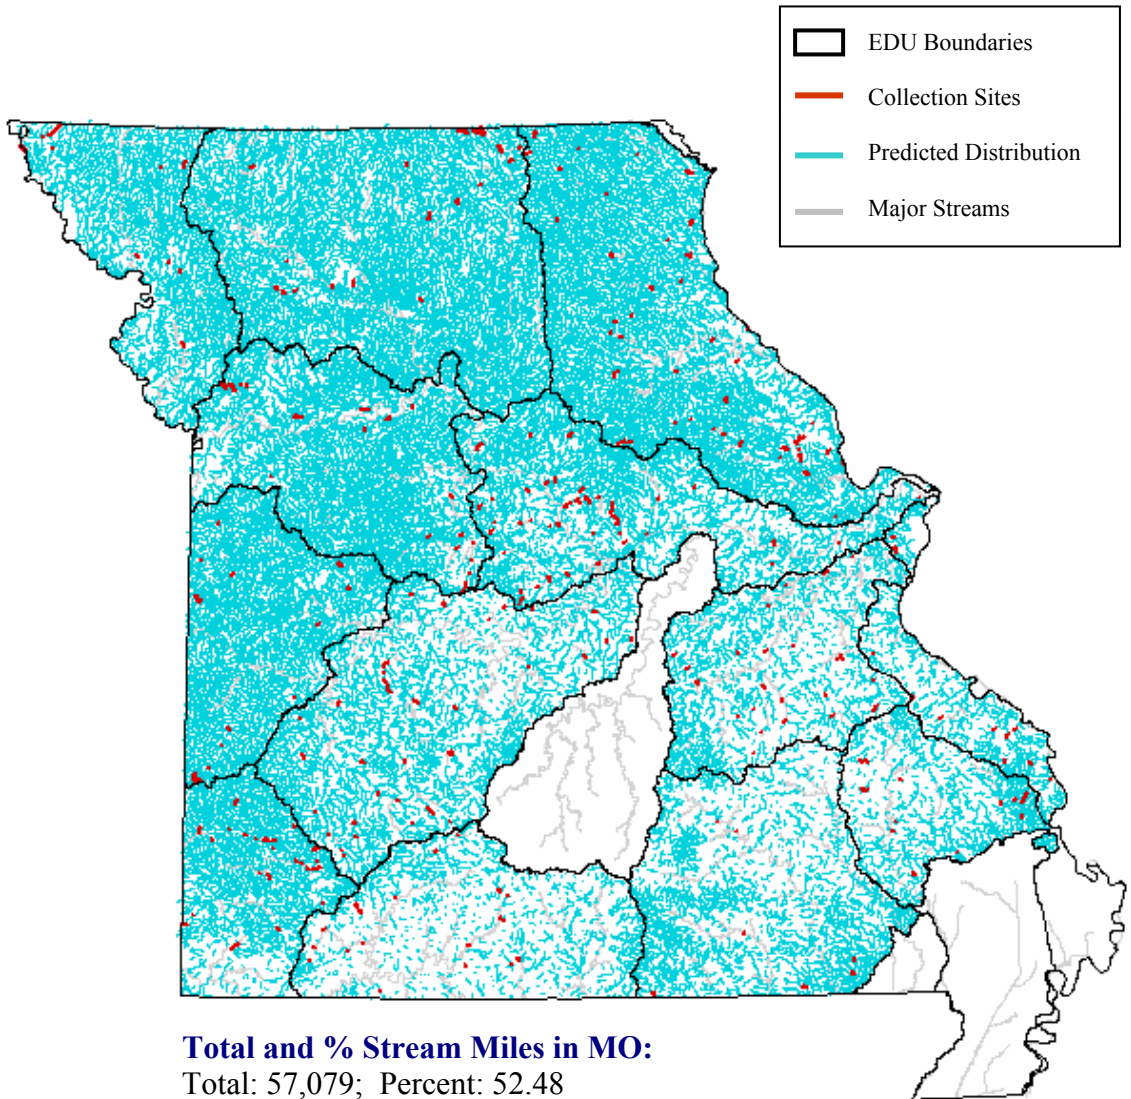 EDU Boundaries
Collection Sites
Predicted Distribution
Major Streams
Total and % Stream Miles in MO:
Total: 57,079; Percent: 52.48